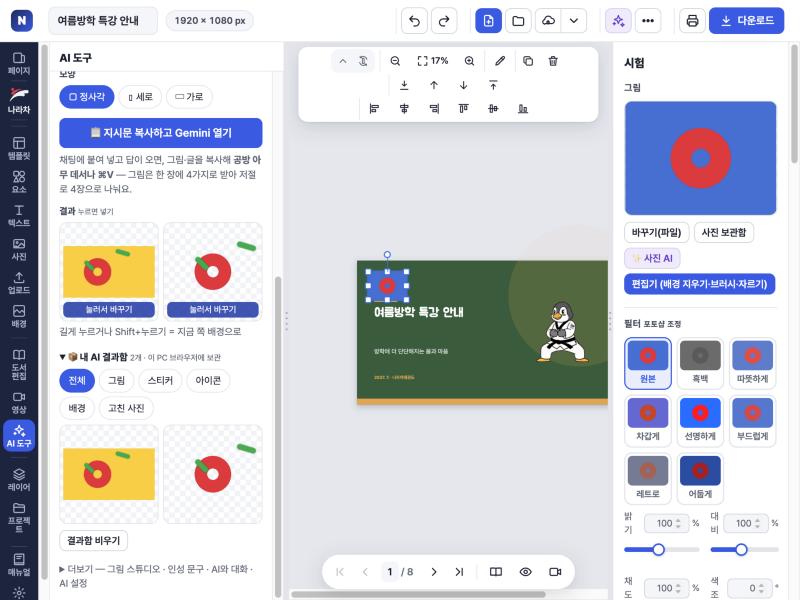 N
여름방학 특강 안내
1920 × 1080 px
다운로드
페이지
나라차
템플릿
요소
텍스트
사진
업로드
배경
도서
편집
영상
AI 도구
레이어
프로젝
트
매뉴얼
AI 도구
모양
정사각
세로
가로
지시문 복사하고 Gemini 열기
채팅에 붙여 넣고 답이 오면, 그림·글을 복사해 공방 아
무 데서나 ⌘V — 그림은 한 장에 4가지로 받아 저절
로 4장으로 나눠요.
결과 누르면 넣기
눌러서 바꾸기
눌러서 바꾸기
길게 누르거나 Shift+누르기 = 지금 쪽 배경으로
▼ 내 AI 결과함 2개 · 이 PC 브라우저에 보관
전체
그림
스티커
아이콘
배경
고친 사진
결과함 비우기
▶ 더보기 — 그림 스튜디오 · 인성 문구 · AI와 대화 ·
AI 설정
17%
여름방학 특강 안내
방학에 더 단단해지는 몸과 마음
1 / 8
시험
그림
바꾸기(파일)
사진 보관함
✨ 사진 AI
편집기 (배경 지우기·브러시·자르기)
필터 포토샵 조정
원본
흑백
따뜻하게
차갑게
선명하게
부드럽게
레트로
어둡게
밝기 100 %
대비 100 %
채도 100 %
색조 0 °